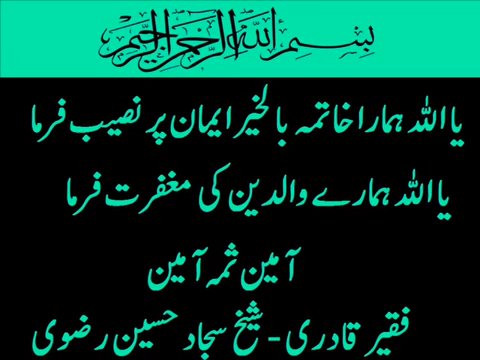 بسم الله الرحمن الرحيم
یا اللہ ہمارا خاتمہ بالخیر ایمان پر نصیب فرما
یا اللہ ہمارے والدین کی مغفرت فرما
آمین ثمہ آمین
فقیر قادری - شیخ سجاد حسین رضوی